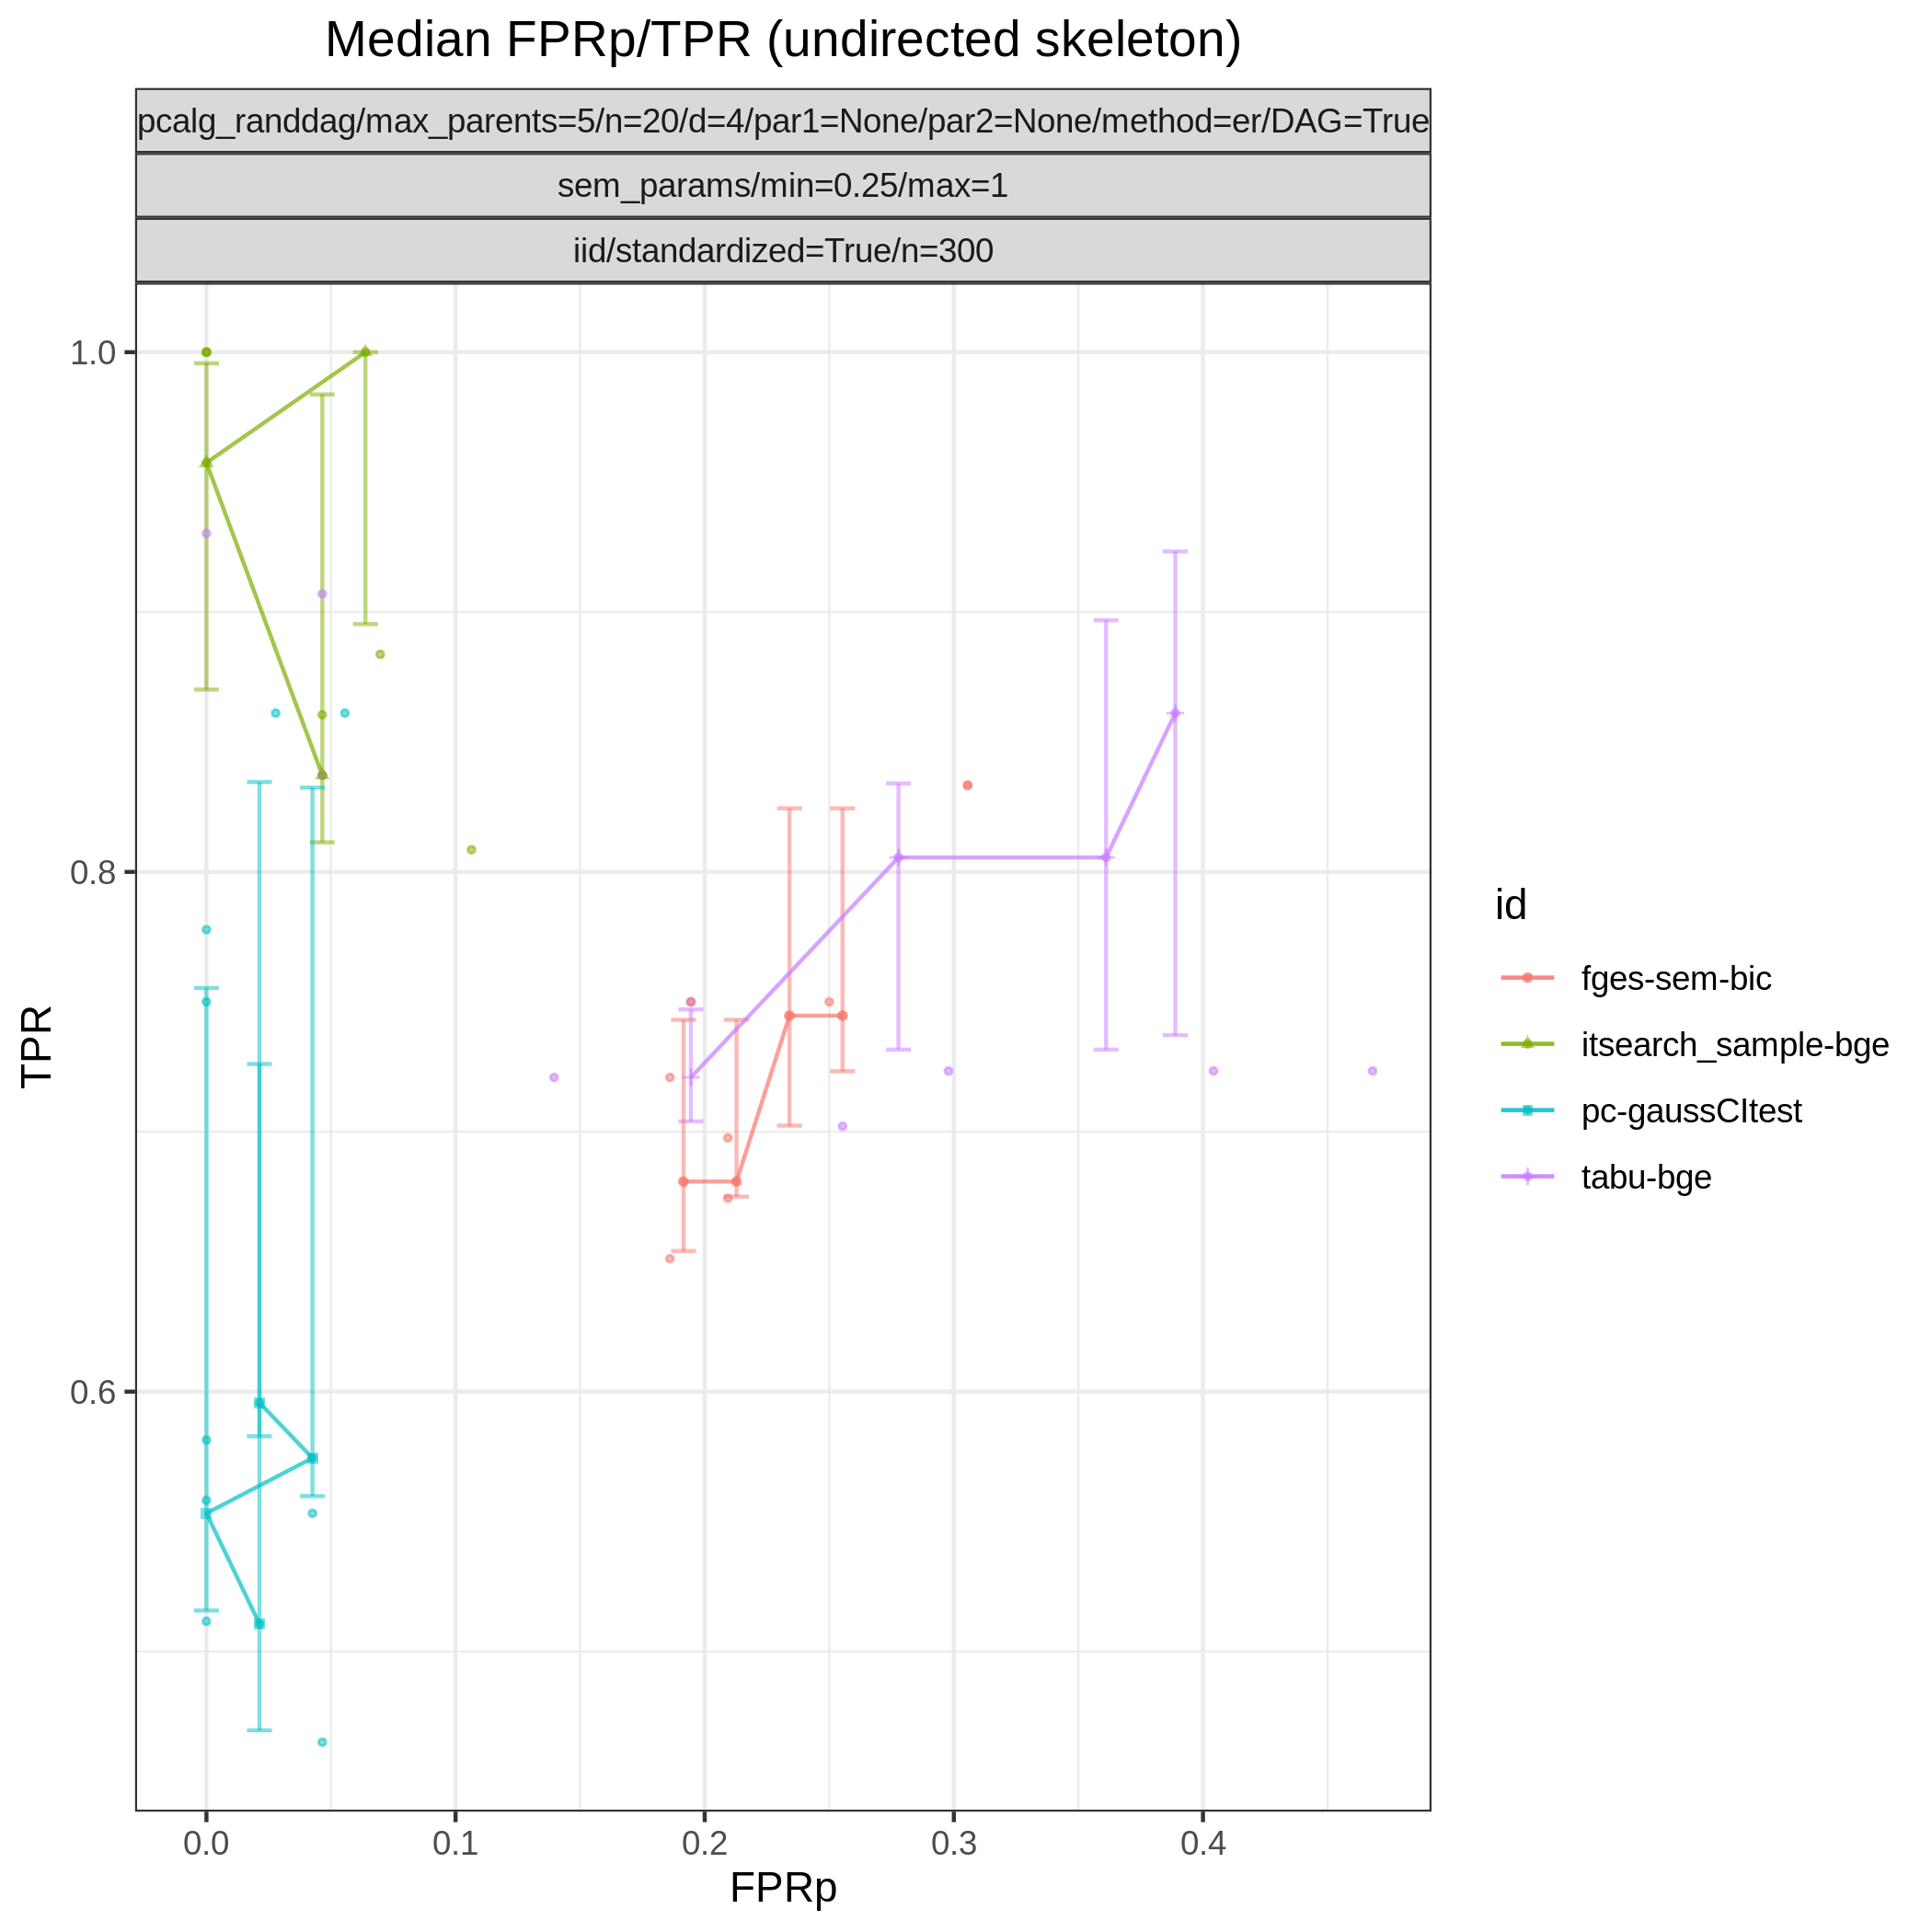 Median FPRp/TPR (undirected skeleton)
pcalg_randdag/max_parents=5/n=20/d=4/par1=None/par2=None/method=er/DAG=True
sem_params/min=0.25/max=1
iid/standardized=True/n=300
1.0
0.8
0.6
TPR
0.0 0.1 0.2 0.3 0.4
FPRp
id
fges-sem-bic
itsearch_sample-bge
pc-gaussCItest
tabu-bge